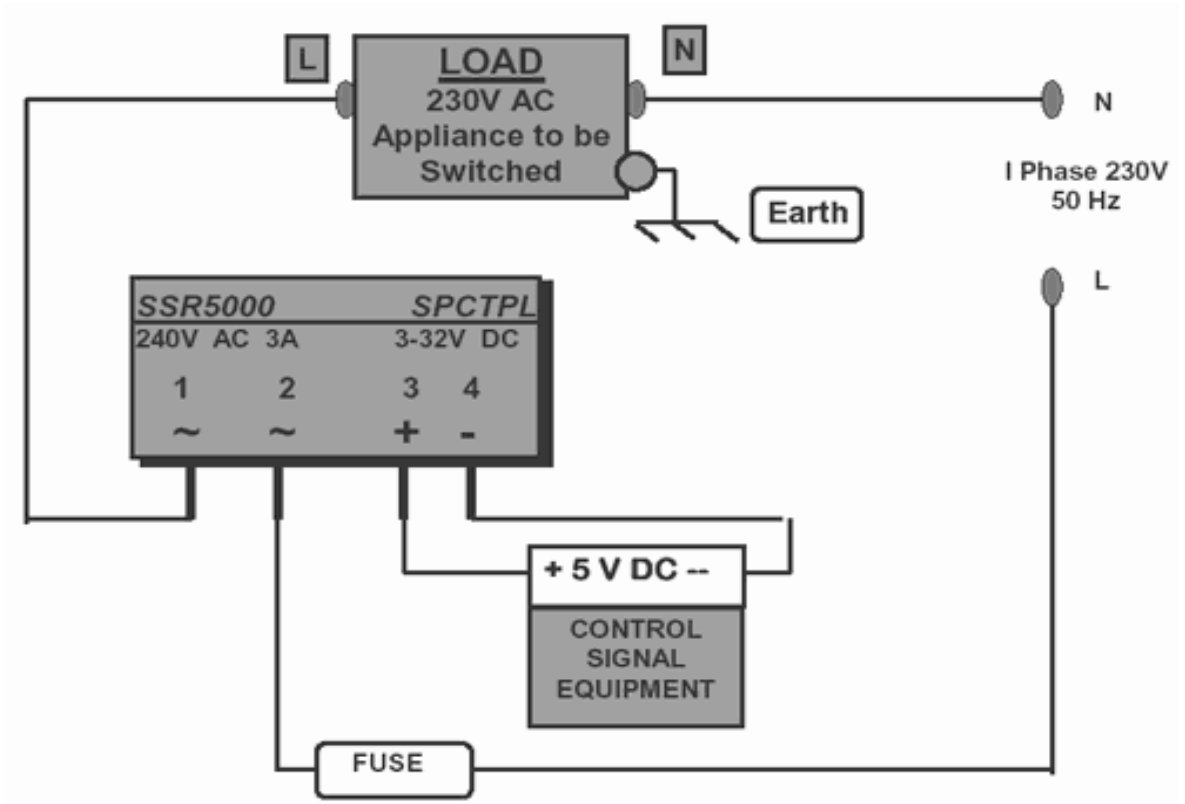 L
LOAD
230V AC
Appliance to be
Switched
N
N
I Phase 230V
50 Hz
Earth
L
SSR5000 SPCTPL
240V AC 3A 3-32V DC
1 2 3 4
~ ~ + -
+ 5 V DC --
CONTROL
SIGNAL
EQUIPMENT
FUSE